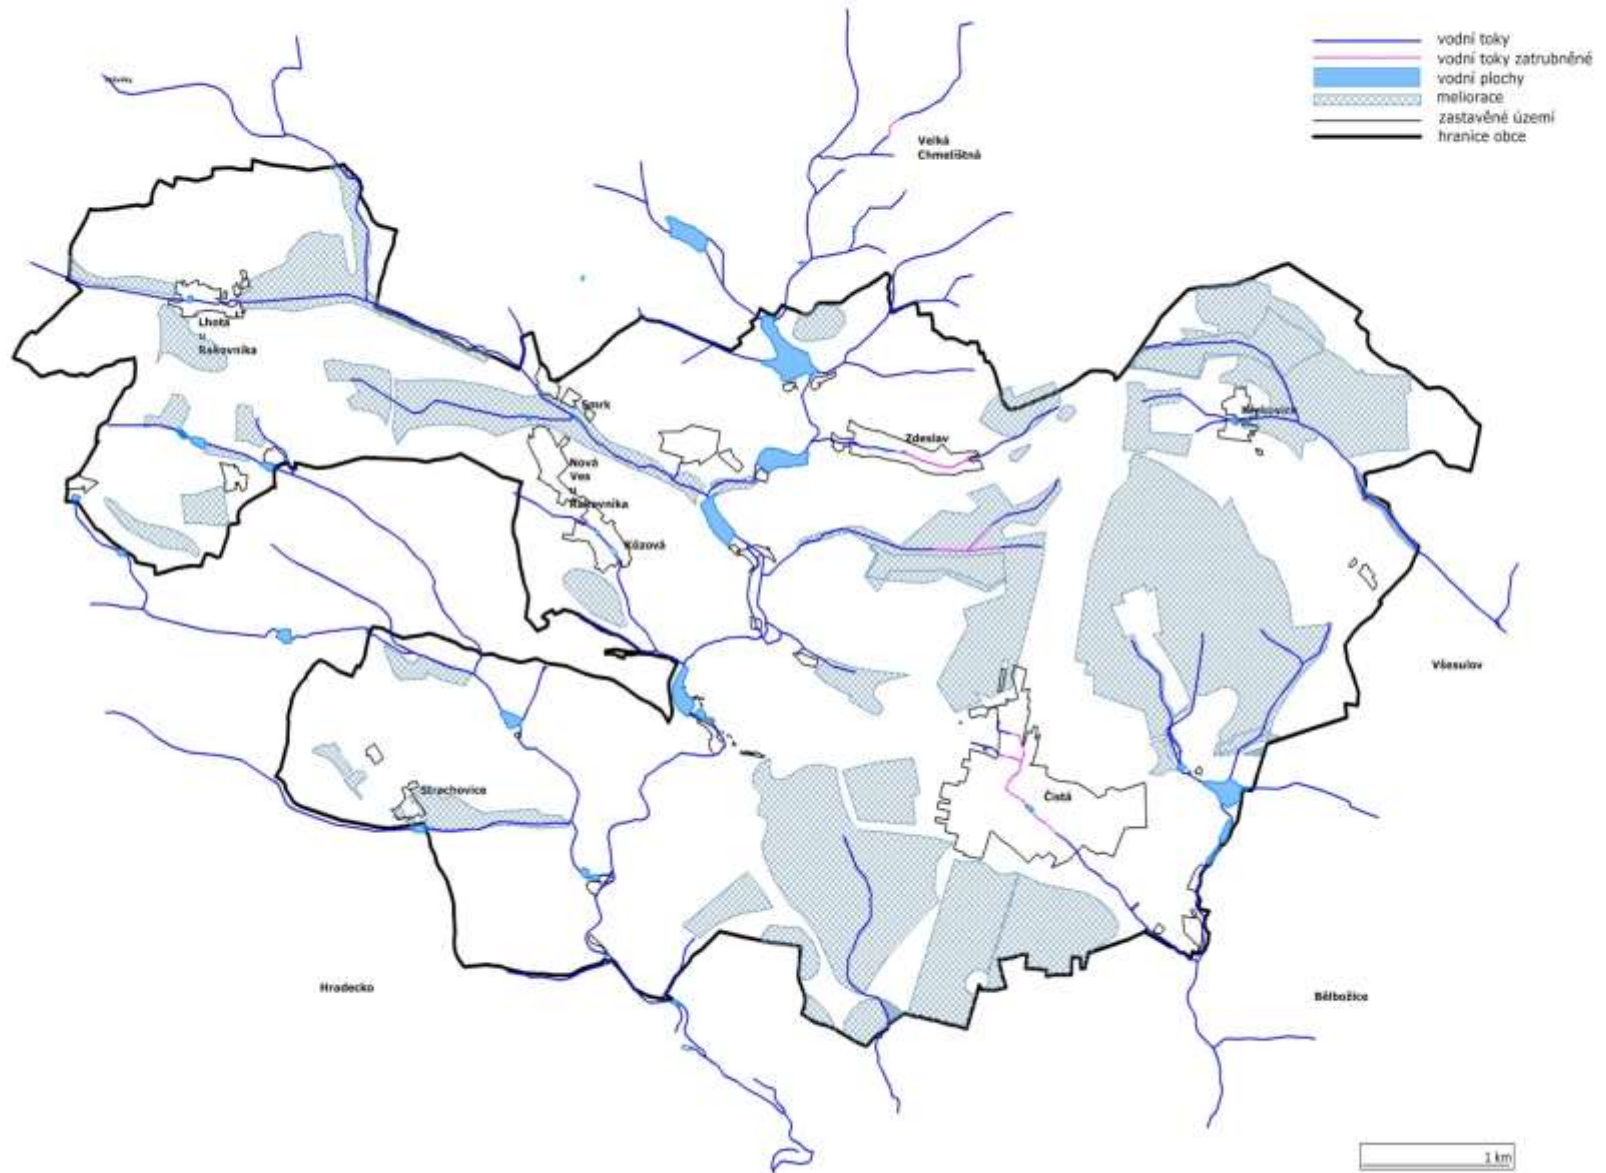 vodní toky
vodní toky zatrubněné
vodní plochy
meliorace
zastavěné území
hranice obce
Velká
Chmelištná
Lhota
u
Rakovníka
Smrk
Zdeslav
Nová
Ves
u
Rakovníka
Kůzová
Všesulov
Strachovice
Čistá
Hradecko
Bělbožice
1 km